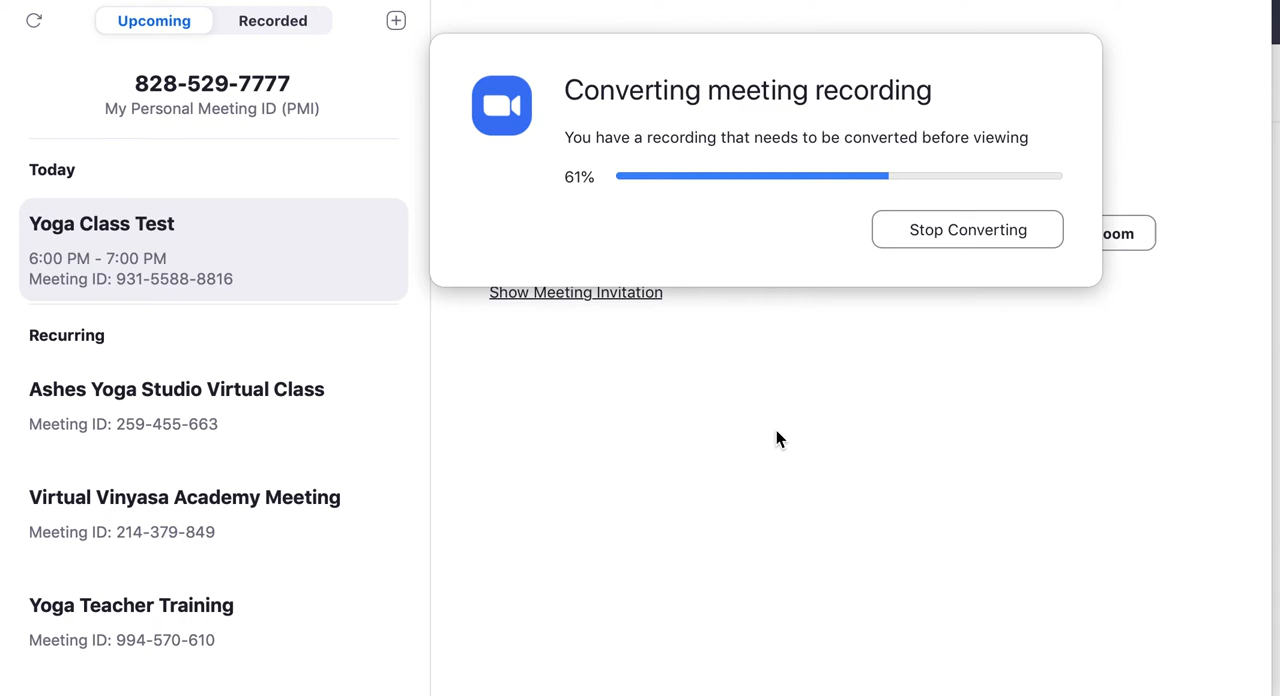 Upcoming
Recorded
828-529-7777
My Personal Meeting ID (PMI)
Today
Yoga Class Test
6:00 PM - 7:00 PM
Meeting ID: 931-5588-8816
Recurring
Ashes Yoga Studio Virtual Class
Meeting ID: 259-455-663
Virtual Vinyasa Academy Meeting
Meeting ID: 214-379-849
Yoga Teacher Training
Meeting ID: 994-570-610
Converting meeting recording
You have a recording that needs to be converted before viewing
61%
Stop Converting
oom
Show Meeting Invitation